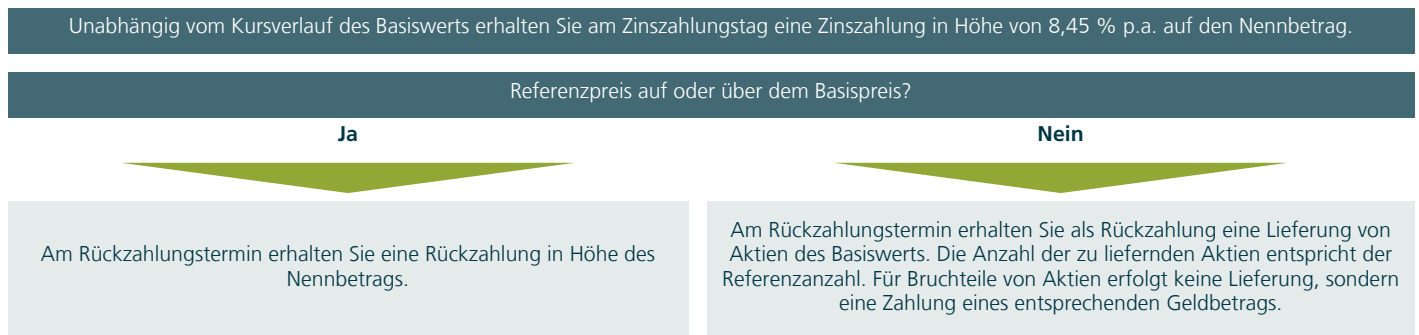 Unabhängig vom Kursverlauf des Basiswerts erhalten Sie am Zinszahlungstag eine Zinszahlung in Höhe von 8,45 % p.a. auf den Nennbetrag.
Referenzpreis auf oder über dem Basispreis?
Ja
Nein
Am Rückzahlungstermin erhalten Sie eine Rückzahlung in Höhe des
Nennbetrags.
Am Rückzahlungstermin erhalten Sie als Rückzahlung eine Lieferung von
Aktien des Basiswerts. Die Anzahl der zu liefernden Aktien entspricht der
Referenzanzahl. Für Bruchteile von Aktien erfolgt keine Lieferung, sondern
eine Zahlung eines entsprechenden Geldbetrags.